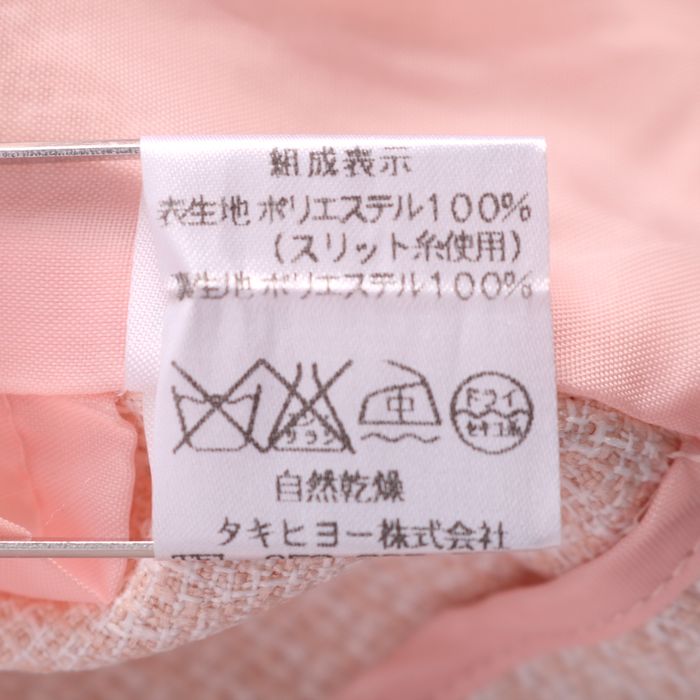 組成表示
表生地 ポリエステル100%
(スリット糸使用)
裏生地 ポリエステル100%
エンソサラシ
中
ドライ
セキユ系
自然乾燥
タキヒヨー株式会社